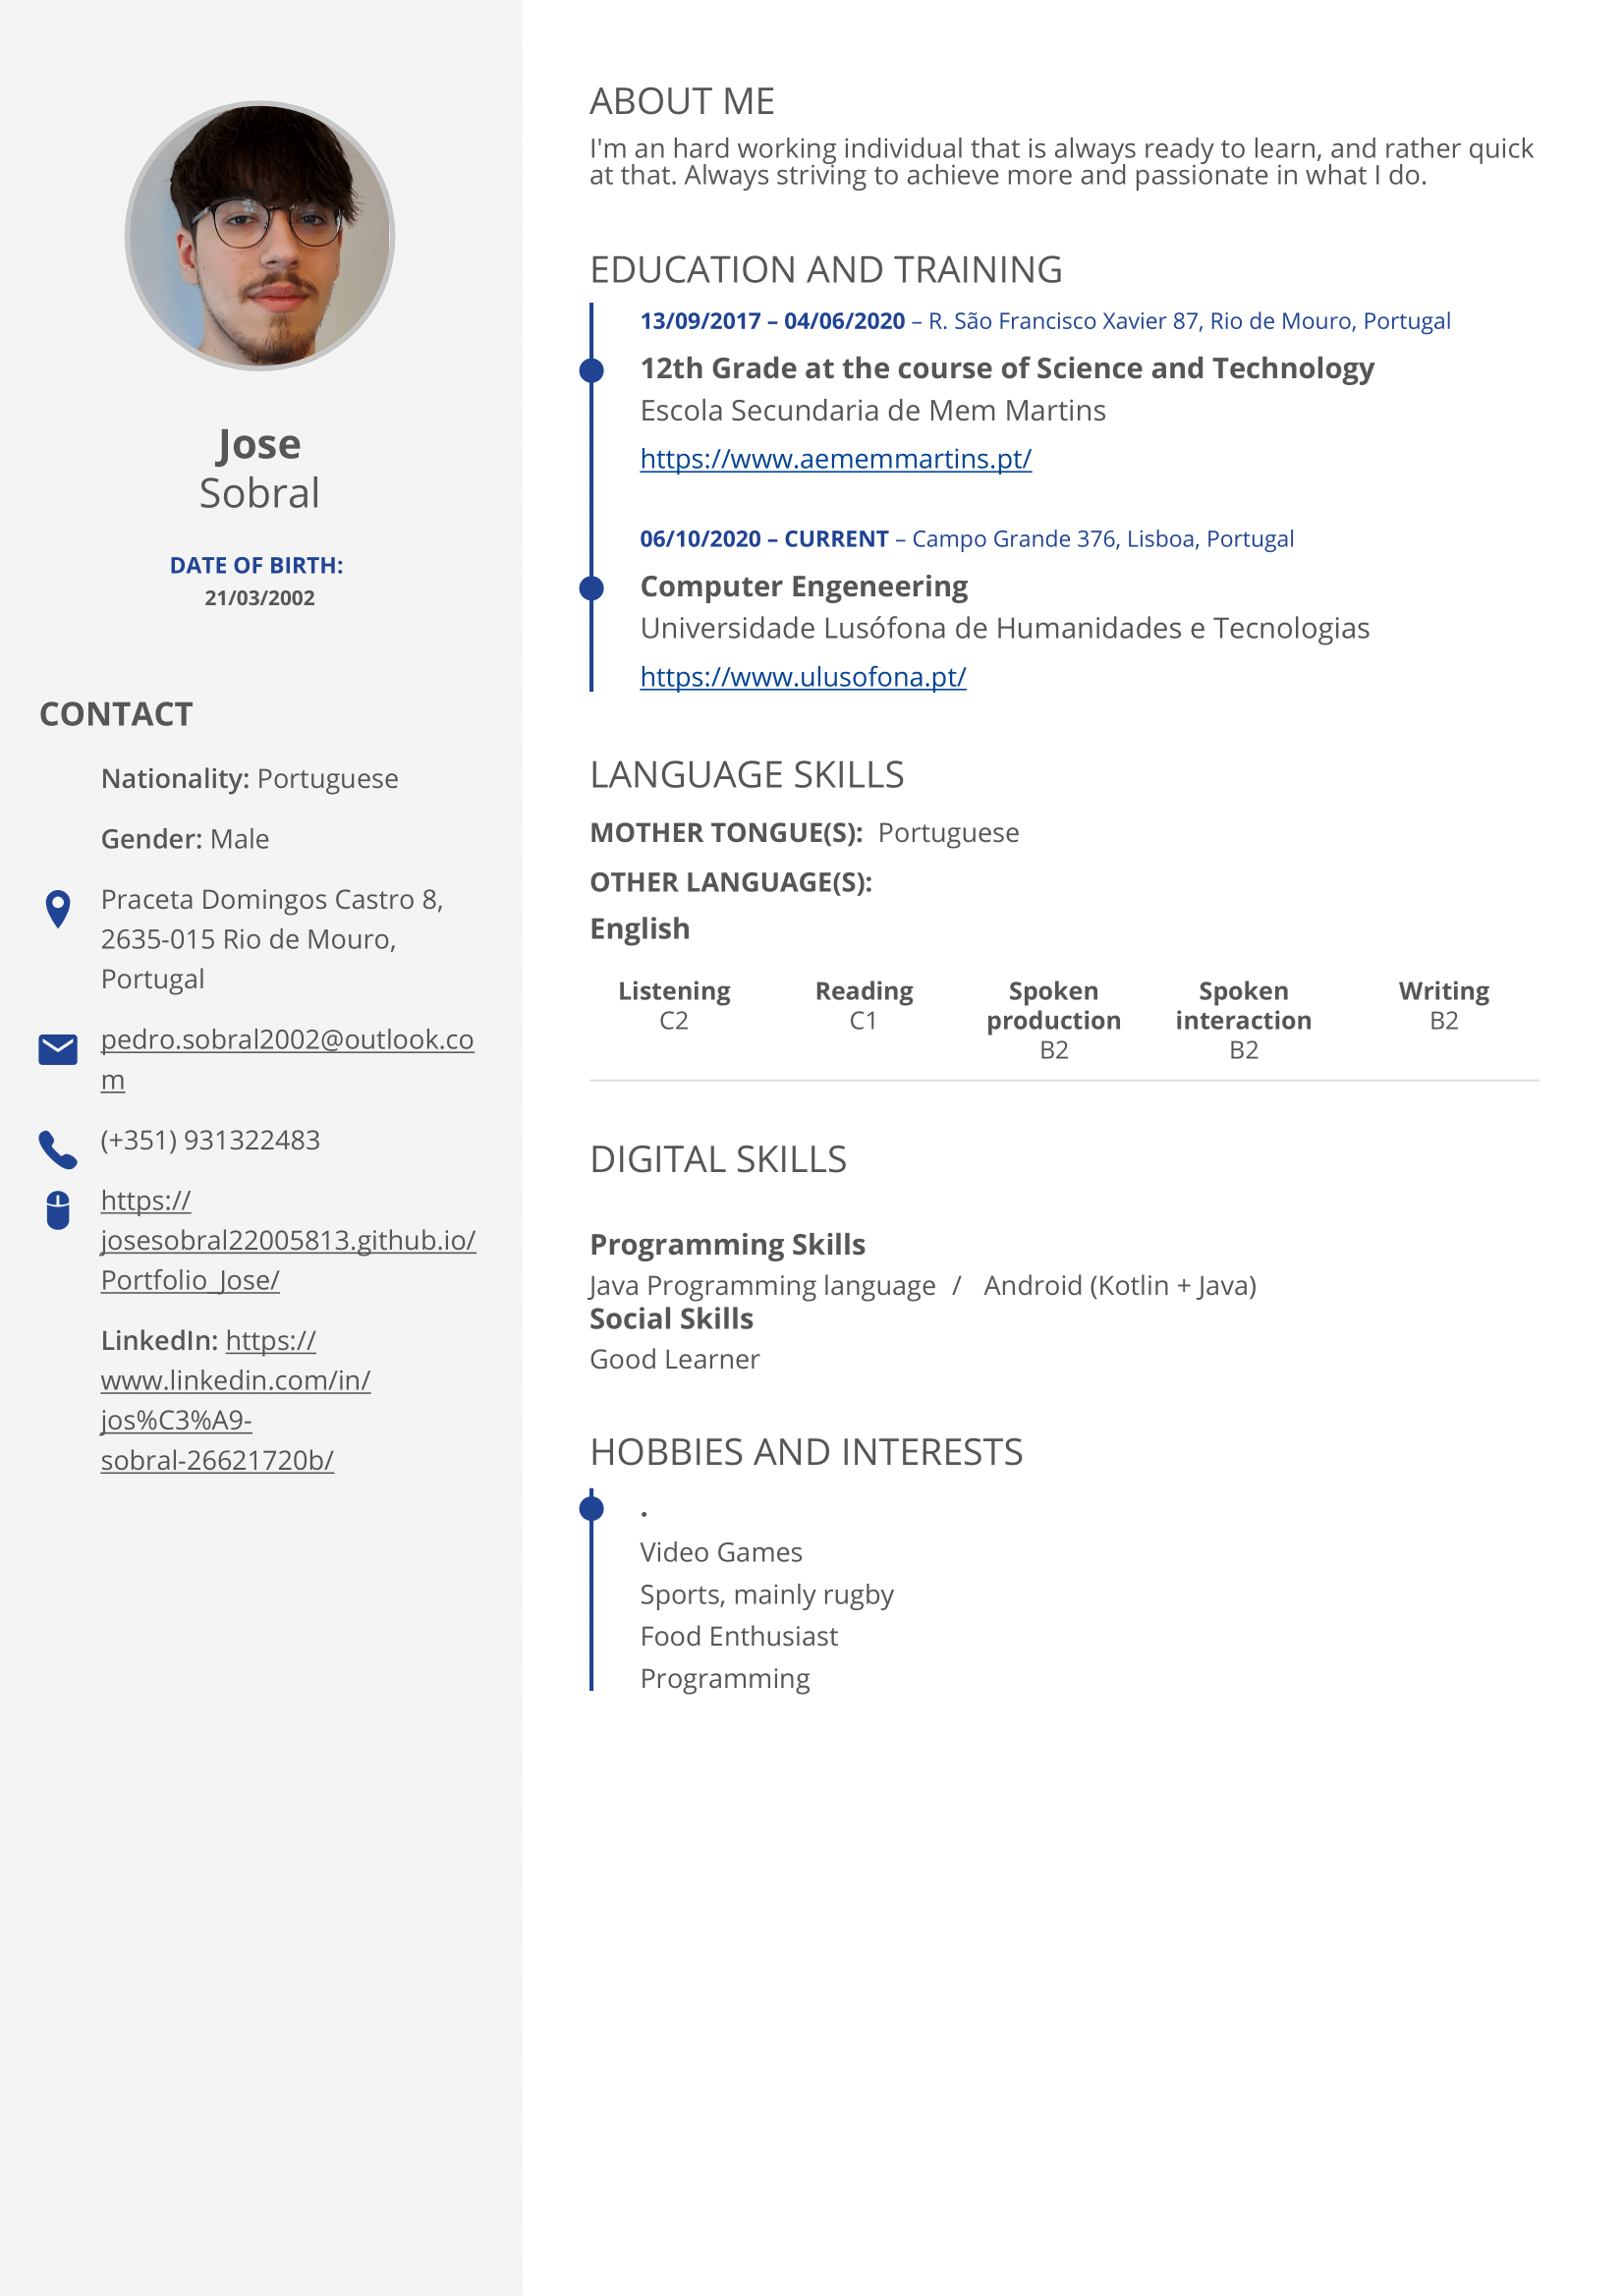 Jose
Sobral
DATE OF BIRTH:
21/03/2002
CONTACT
Nationality: Portuguese
Gender: Male
Praceta Domingos Castro 8,
2635-015 Rio de Mouro,
Portugal
pedro.sobral2002@outlook.co
m
(+351) 931322483
https://
josesobral22005813.github.io/
Portfolio_Jose/
LinkedIn: https://
www.linkedin.com/in/
jos%C3%A9-
sobral-26621720b/
ABOUT ME
I'm an hard working individual that is always ready to learn, and rather quick
at that. Always striving to achieve more and passionate in what I do.
EDUCATION AND TRAINING
13/09/2017 – 04/06/2020 – R. São Francisco Xavier 87, Rio de Mouro, Portugal
12th Grade at the course of Science and Technology
Escola Secundaria de Mem Martins
https://www.aememmartins.pt/
06/10/2020 – CURRENT – Campo Grande 376, Lisboa, Portugal
Computer Engeneering
Universidade Lusófona de Humanidades e Tecnologias
https://www.ulusofona.pt/
LANGUAGE SKILLS
MOTHER TONGUE(S): Portuguese
OTHER LANGUAGE(S):
English
Listening Reading Spoken Spoken Writing
C2 C1 production interaction B2
B2 B2
DIGITAL SKILLS
Programming Skills
Java Programming language / Android (Kotlin + Java)
Social Skills
Good Learner
HOBBIES AND INTERESTS
.
Video Games
Sports, mainly rugby
Food Enthusiast
Programming